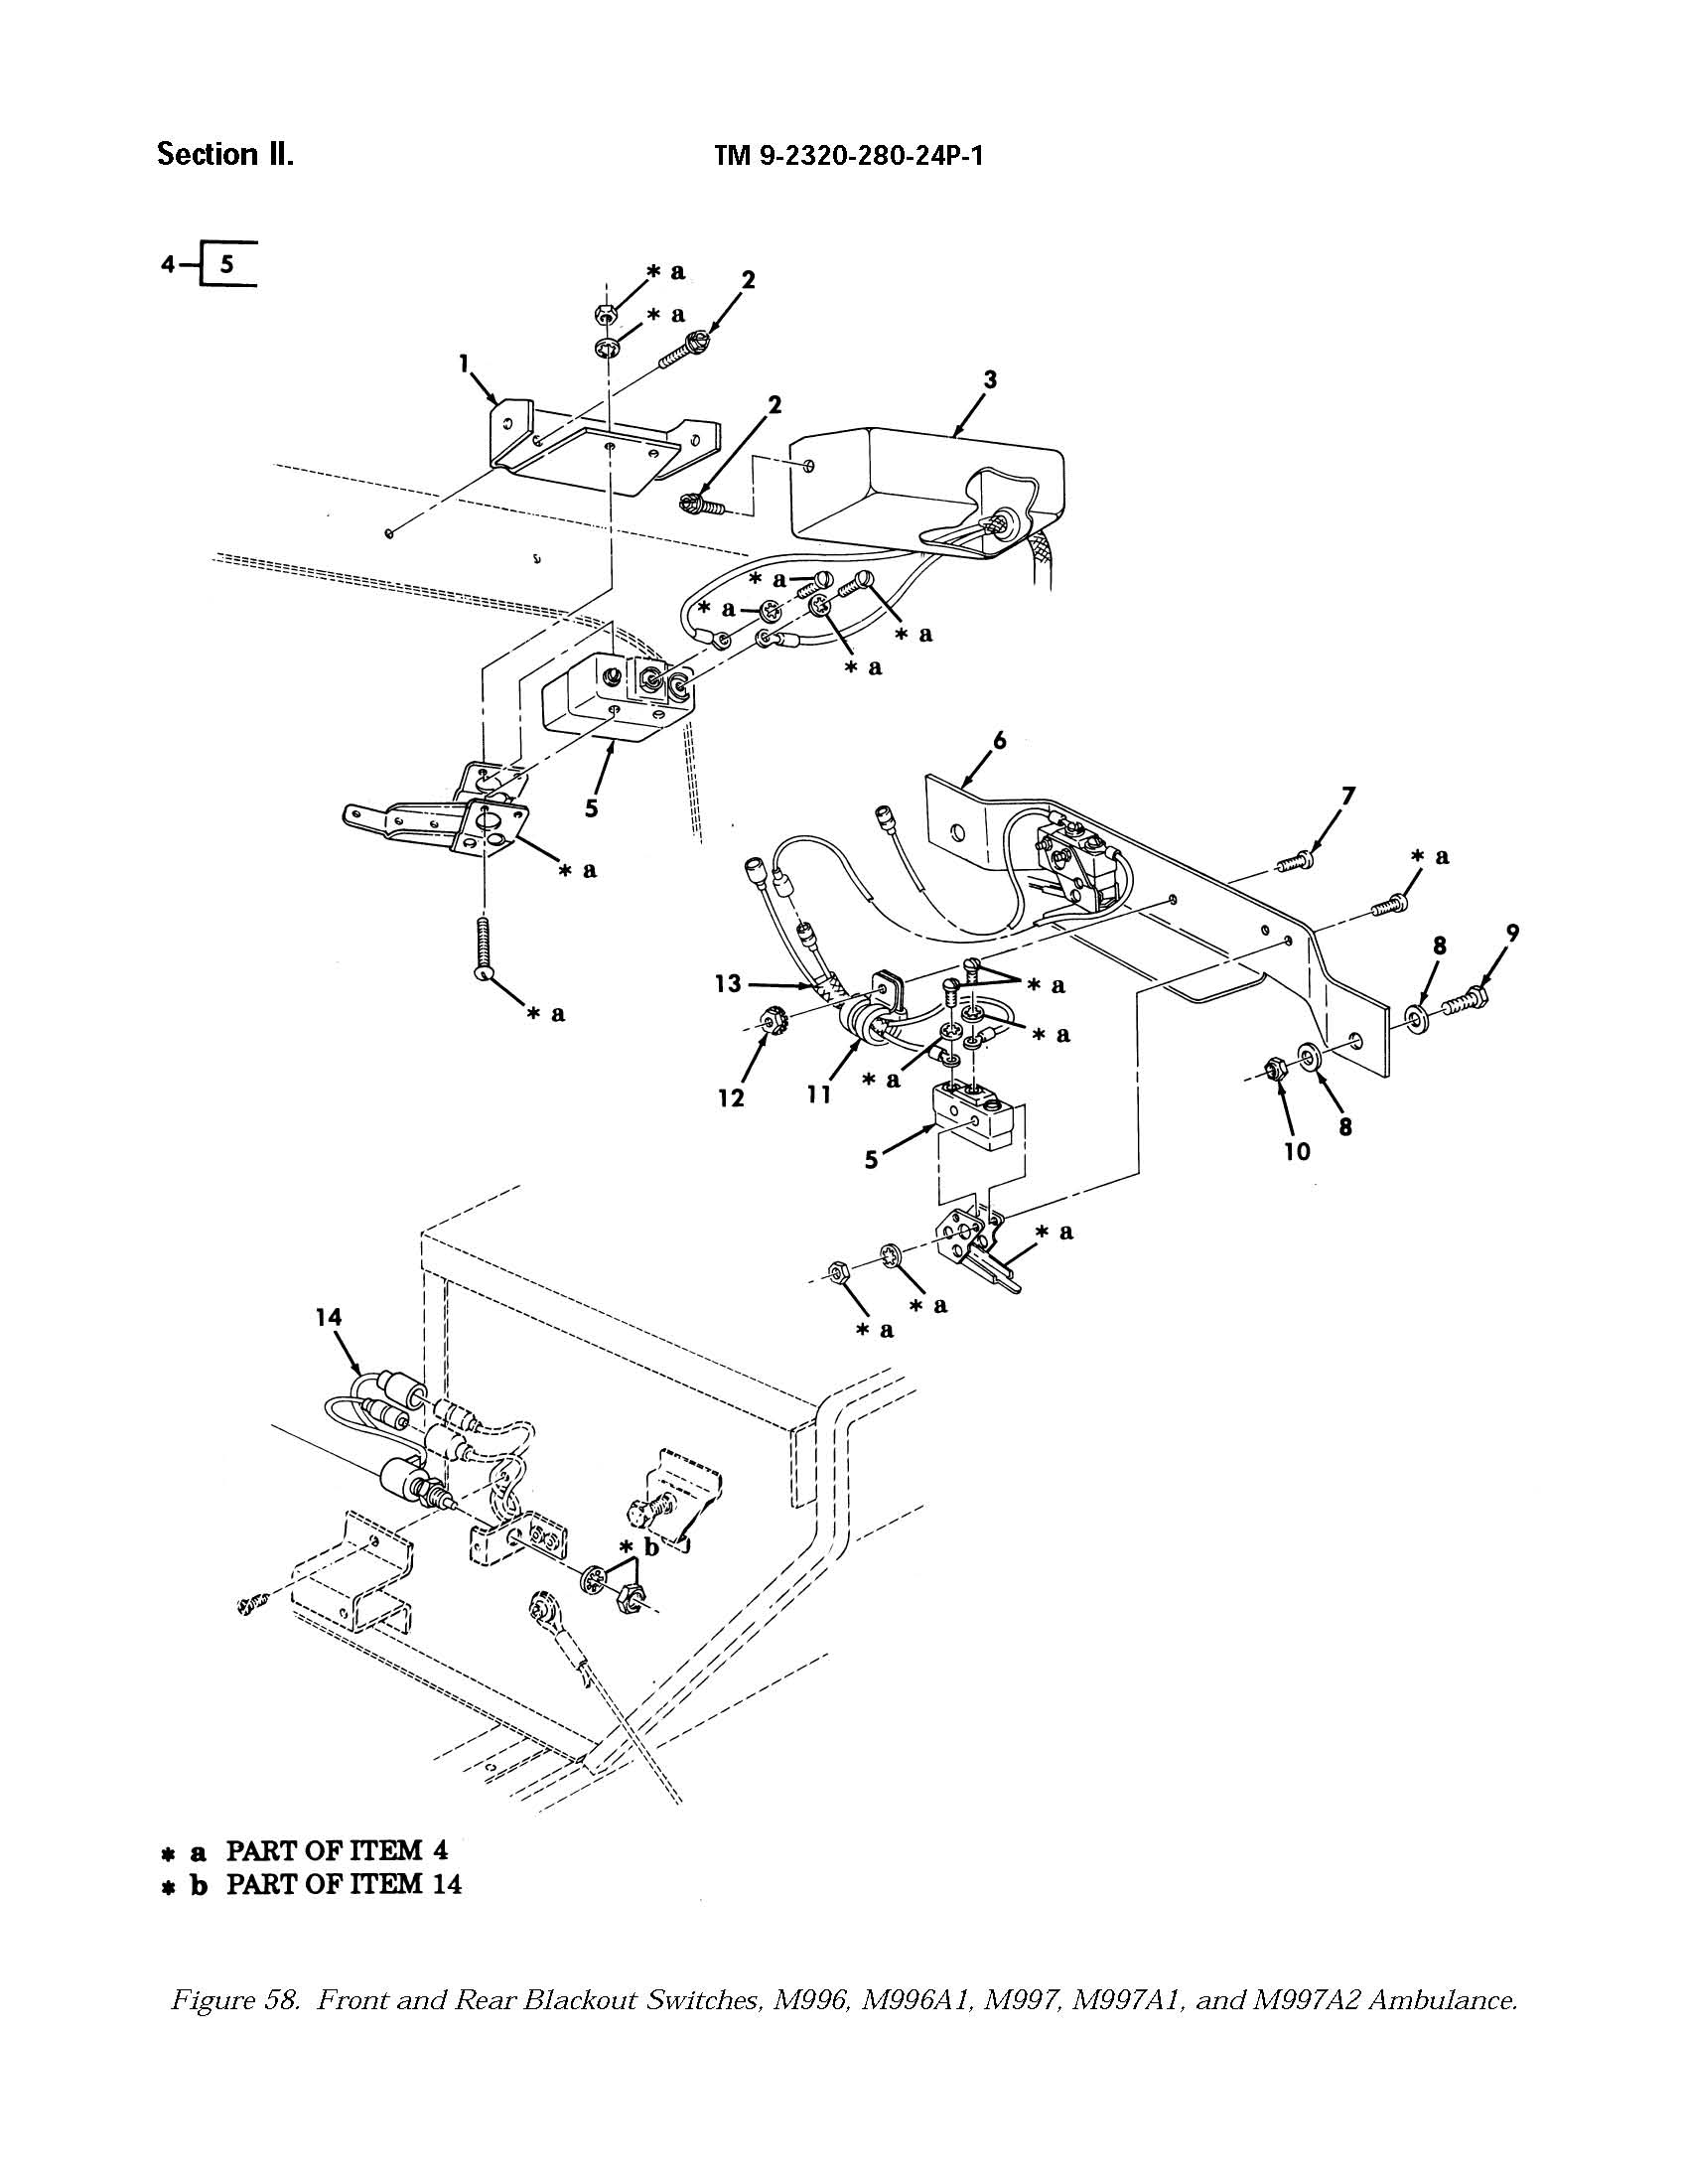 Section II.
TM 9-2320-280-24P-1
4
5
* a
2
* a
1
2
3
* a
* a
* a
* a
5
* a
* a
6
7
* a
8
9
13
* a
* a
12
11
* a
5
10
8
* a
* a
* a
14
* b
* a PART OF ITEM 4
* b PART OF ITEM 14
Figure 58. Front and Rear Blackout Switches, M996, M996A1, M997, M997A1, and M997A2 Ambulance.